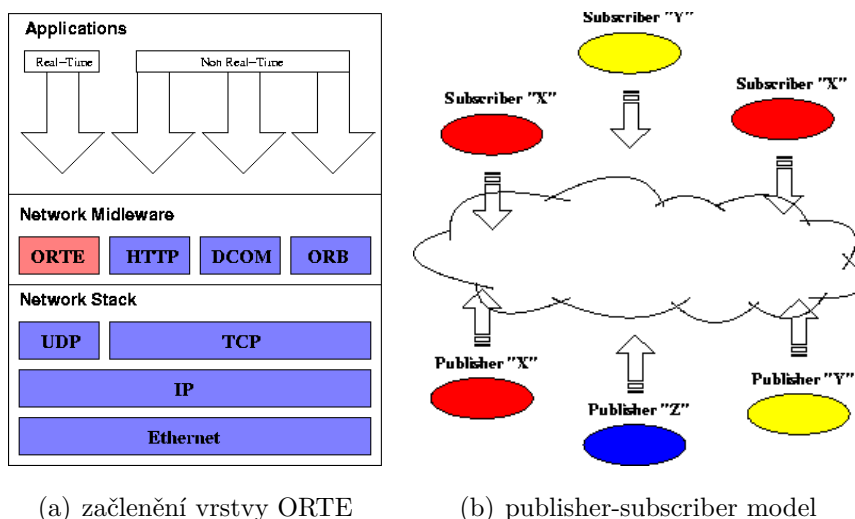 Applications
Real-Time
Non Real-Time
Network Midleware
ORTE
HTTP
DCOM
ORB
Network Stack
UDP
TCP
IP
Ethernet
(a) začlenění vrstvy ORTE
Subscriber "Y"
Subscriber "X"
Subscriber "X"
Publisher "X"
Publisher "Y"
Publisher "Z"
(b) publisher-subscriber model